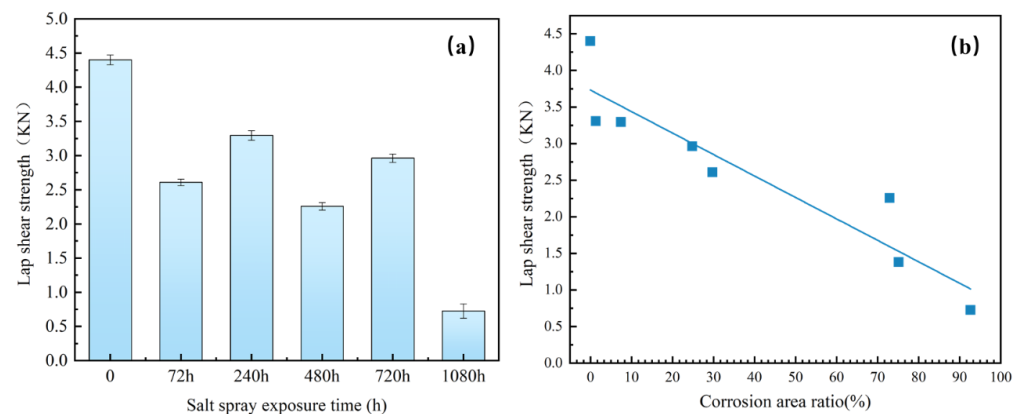 (a)
5.0
4.5
4.0
3.5
3.0
2.5
2.0
1.5
1.0
0.5
0.0
Lap shear strength（KN）
0 72h 240h 480h 720h 1080h
Salt spray exposure time (h)
(b)
4.5
4.0
3.5
3.0
2.5
2.0
1.5
1.0
0.5
0.0
Lap shear strength（KN）
0 10 20 30 40 50 60 70 80 90 100
Corrosion area ratio(%)